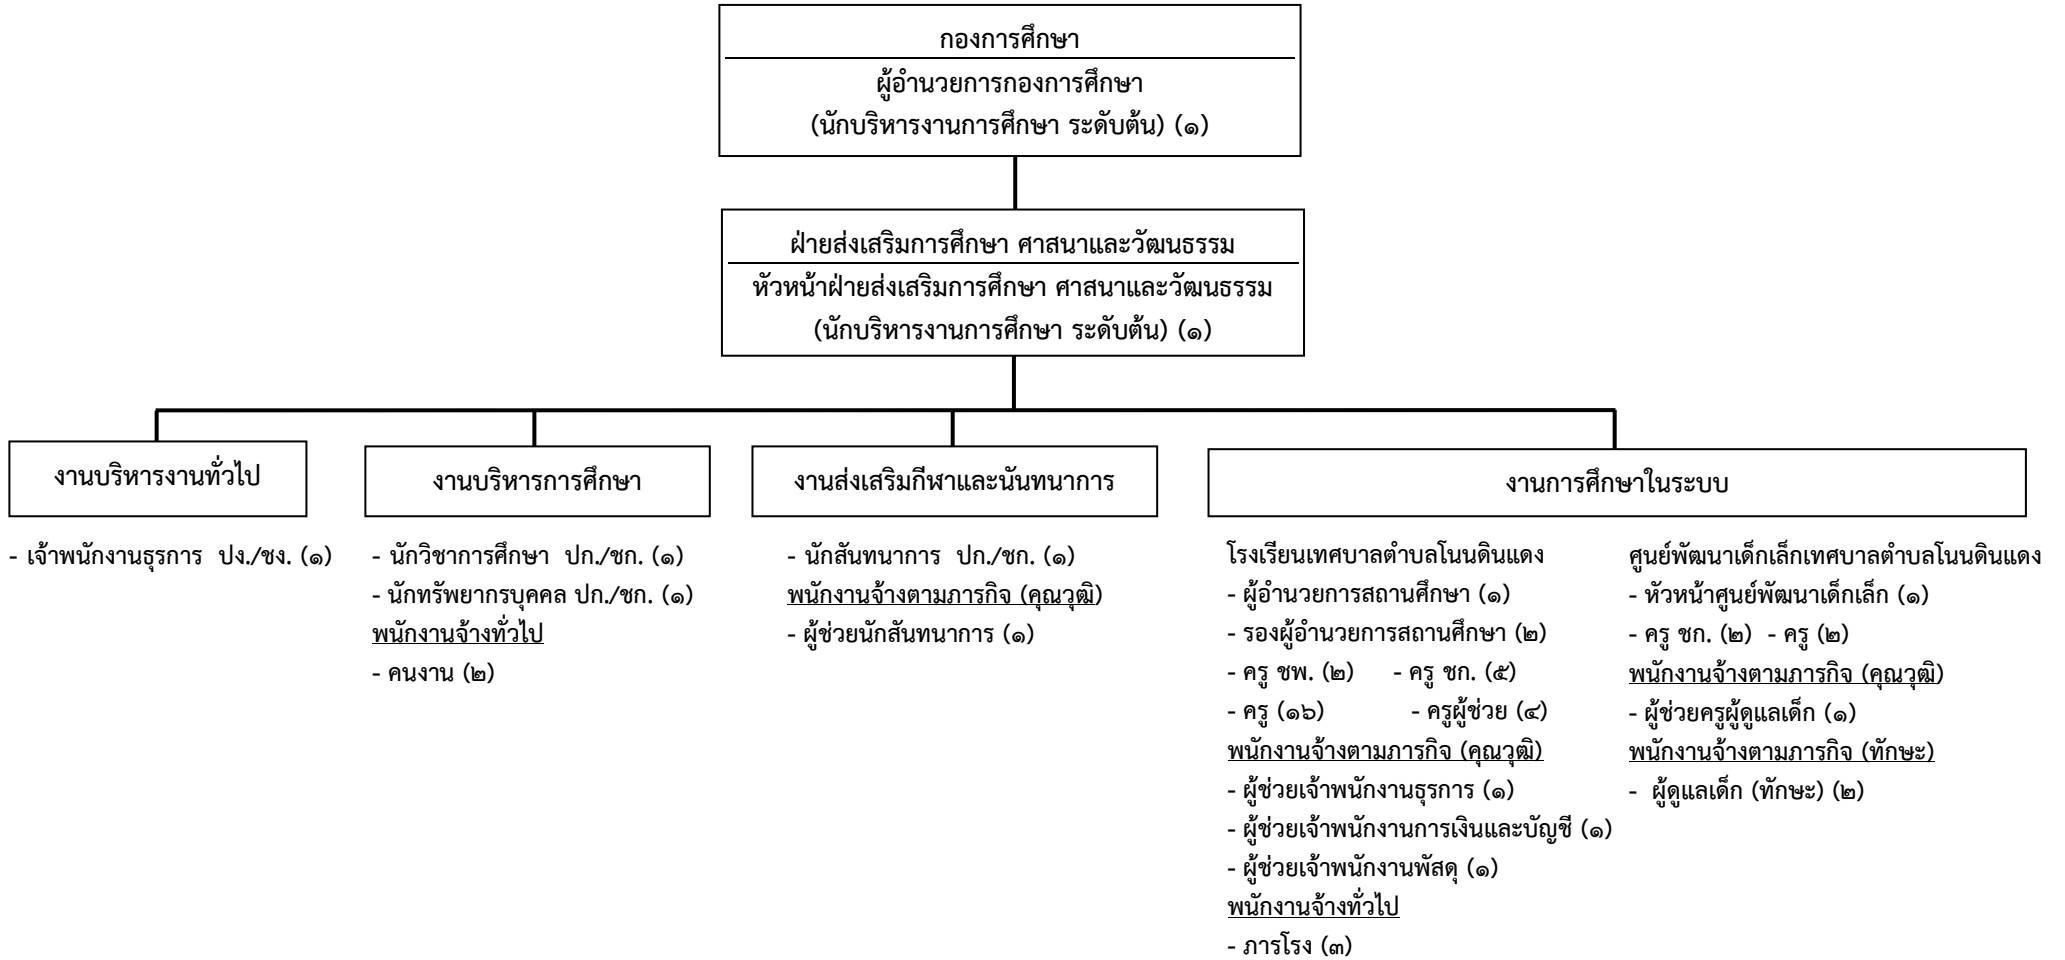 กองการศึกษา
ผู้อำนวยการกองการศึกษา
(นักบริหารงานการศึกษา ระดับต้น) (๑)
ฝ่ายส่งเสริมการศึกษา ศาสนาและวัฒนธรรม
หัวหน้าฝ่ายส่งเสริมการศึกษา ศาสนาและวัฒนธรรม
(นักบริหารงานการศึกษา ระดับต้น) (๑)
งานบริหารงานทั่วไป
- เจ้าพนักงานธุรการ ปง./ชง. (๑)
งานบริหารการศึกษา
- นักวิชาการศึกษา ปก./ชก. (๑)
- นักทรัพยากรบุคคล ปก./ชก. (๑)
พนักงานจ้างทั่วไป
- คนงาน (๒)
งานส่งเสริมกีฬาและนันทนาการ
- นักสันทนาการ ปก./ชก. (๑)
พนักงานจ้างตามภารกิจ (คุณวุฒิ)
- ผู้ช่วยนักสันทนาการ (๑)
งานการศึกษาในระบบ
โรงเรียนเทศบาลตำบลโนนดินแดง
- ผู้อำนวยการสถานศึกษา (๑)
- รองผู้อำนวยการสถานศึกษา (๒)
- ครู ชพ. (๒) - ครู ชก. (๕)
- ครู (๑๖) - ครูผู้ช่วย (๔)
พนักงานจ้างตามภารกิจ (คุณวุฒิ)
- ผู้ช่วยเจ้าพนักงานธุรการ (๑)
- ผู้ช่วยเจ้าพนักงานการเงินและบัญชี (๑)
- ผู้ช่วยเจ้าพนักงานพัสดุ (๑)
พนักงานจ้างทั่วไป
- ภารโรง (๓)
ศูนย์พัฒนาเด็กเล็กเทศบาลตำบลโนนดินแดง
- หัวหน้าศูนย์พัฒนาเด็กเล็ก (๑)
- ครู ชก. (๒) - ครู (๒)
พนักงานจ้างตามภารกิจ (คุณวุฒิ)
- ผู้ช่วยครูผู้ดูแลเด็ก (๑)
พนักงานจ้างตามภารกิจ (ทักษะ)
- ผู้ดูแลเด็ก (ทักษะ) (๒)